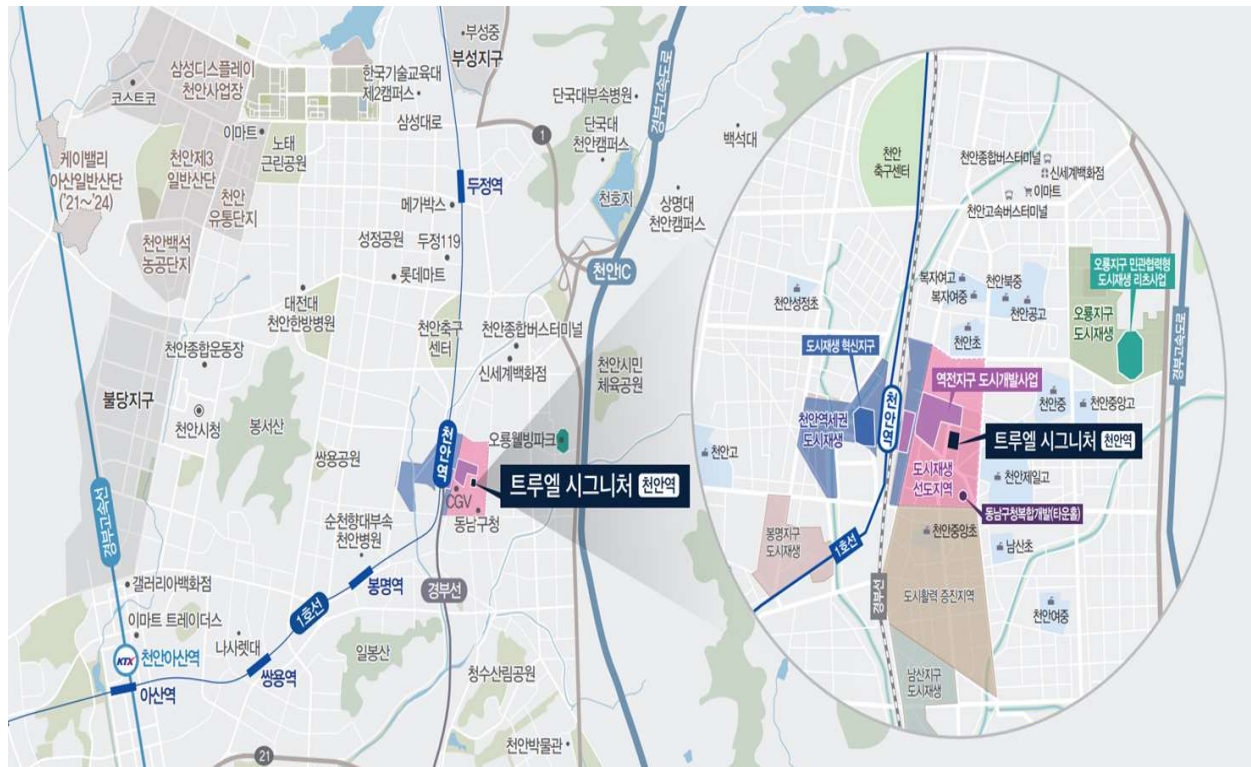 부성중
부성지구
삼성디스플레이
천안사업장
한국기술교육대
제2캠퍼스
코스트코
삼성대로
이마트
노태
근린공원
단국대부속병원
단국대
천안캠퍼스
경부고속도로
백석대
1
케이밸리
아산일반산단
('21~'24)
천안제3
일반산단
천안
유통단지
천안백석
농공단지
두정역
메가박스
성정공원
두정119
롯데마트
천호지
상명대
천안캠퍼스
천안IC
대전대
천안한방병원
천안축구
센터
천안종합버스터미널
신세계백화점
천안시민
체육공원
천안종합운동장
불당지구
천안시청
봉서산
쌍용공원
천안역
오룡웰빙파크
트루엘 시그니처 천안역
CGV
동남구청
순천향대부속
천안병원
경부고속선
갤러리아백화점
봉명역
경부선
1호선
이마트 트레이더스
나사렛대
KTX 천안아산역
쌍용역
아산역
일봉산
청수산림공원
천안박물관
21
천안
축구센터
천안종합버스터미널
신세계백화점
이마트
천안고속버스터미널
오룡지구 민관협력형
도시재생 리츠사업
천안성정초
복자여고
복자여중
천안북중
천안공고
오룡지구
도시재생
경부고속도로
도시재생 혁신지구
천안초
역전지구 도시개발사업
천안역
천안역세권
도시재생
천안중
천안중앙고
트루엘 시그니처 천안역
천안고
도시재생
선도지역
천안제일고
동남구청복합개발(타운홀)
봉명지구
도시재생
1호선
천안중앙초
남산초
경부선
도시활력 증진지역
천안여중
남산지구
도시재생